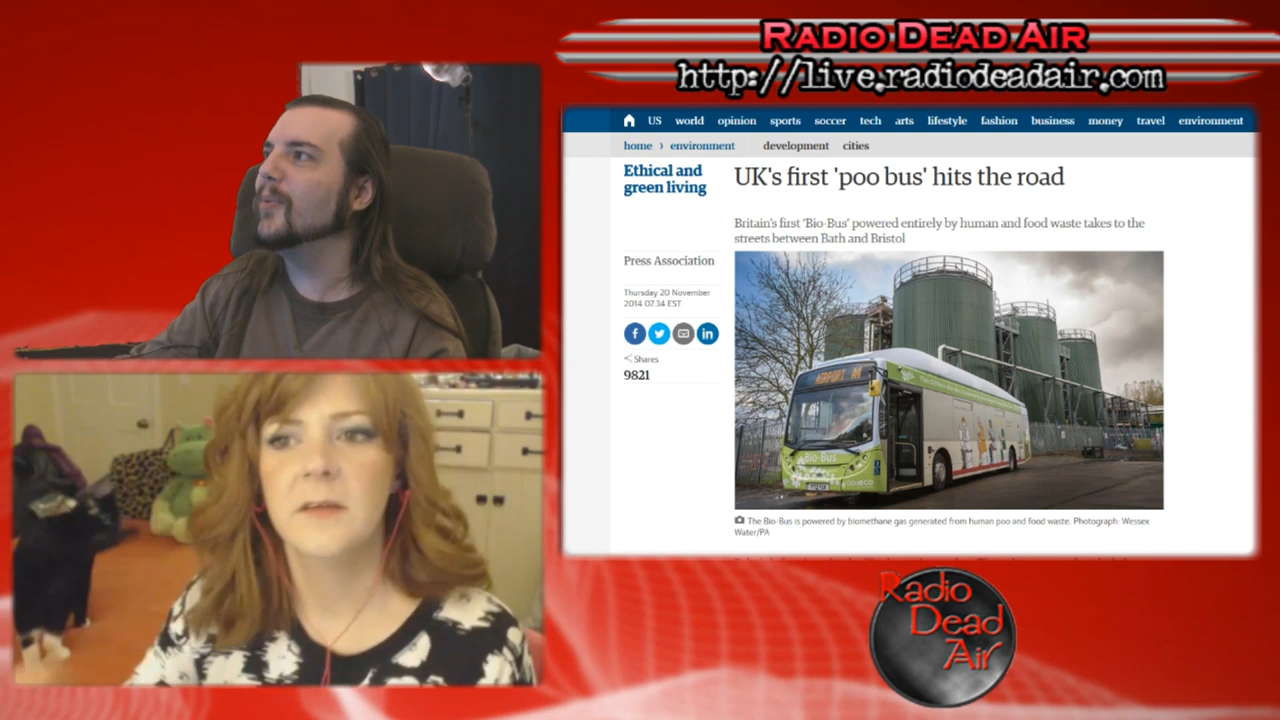 Radio Dead Air
http://live.radiodeadair.com
US world opinion sports soccer tech arts lifestyle fashion business money travel environment
home › environment development cities
Ethical and
green living
UK's first 'poo bus' hits the road
Britain's first 'Bio-Bus' powered entirely by human and food waste takes to the
streets between Bath and Bristol
Press Association
Thursday 20 November
2014 07.34 EST
Shares
9821
AIRPORT
Bio-Bus
The Bio-Bus is powered by biomethane gas generated from human poo and food waste. Photograph: Wessex
Water/PA
Radio
Dead
Air